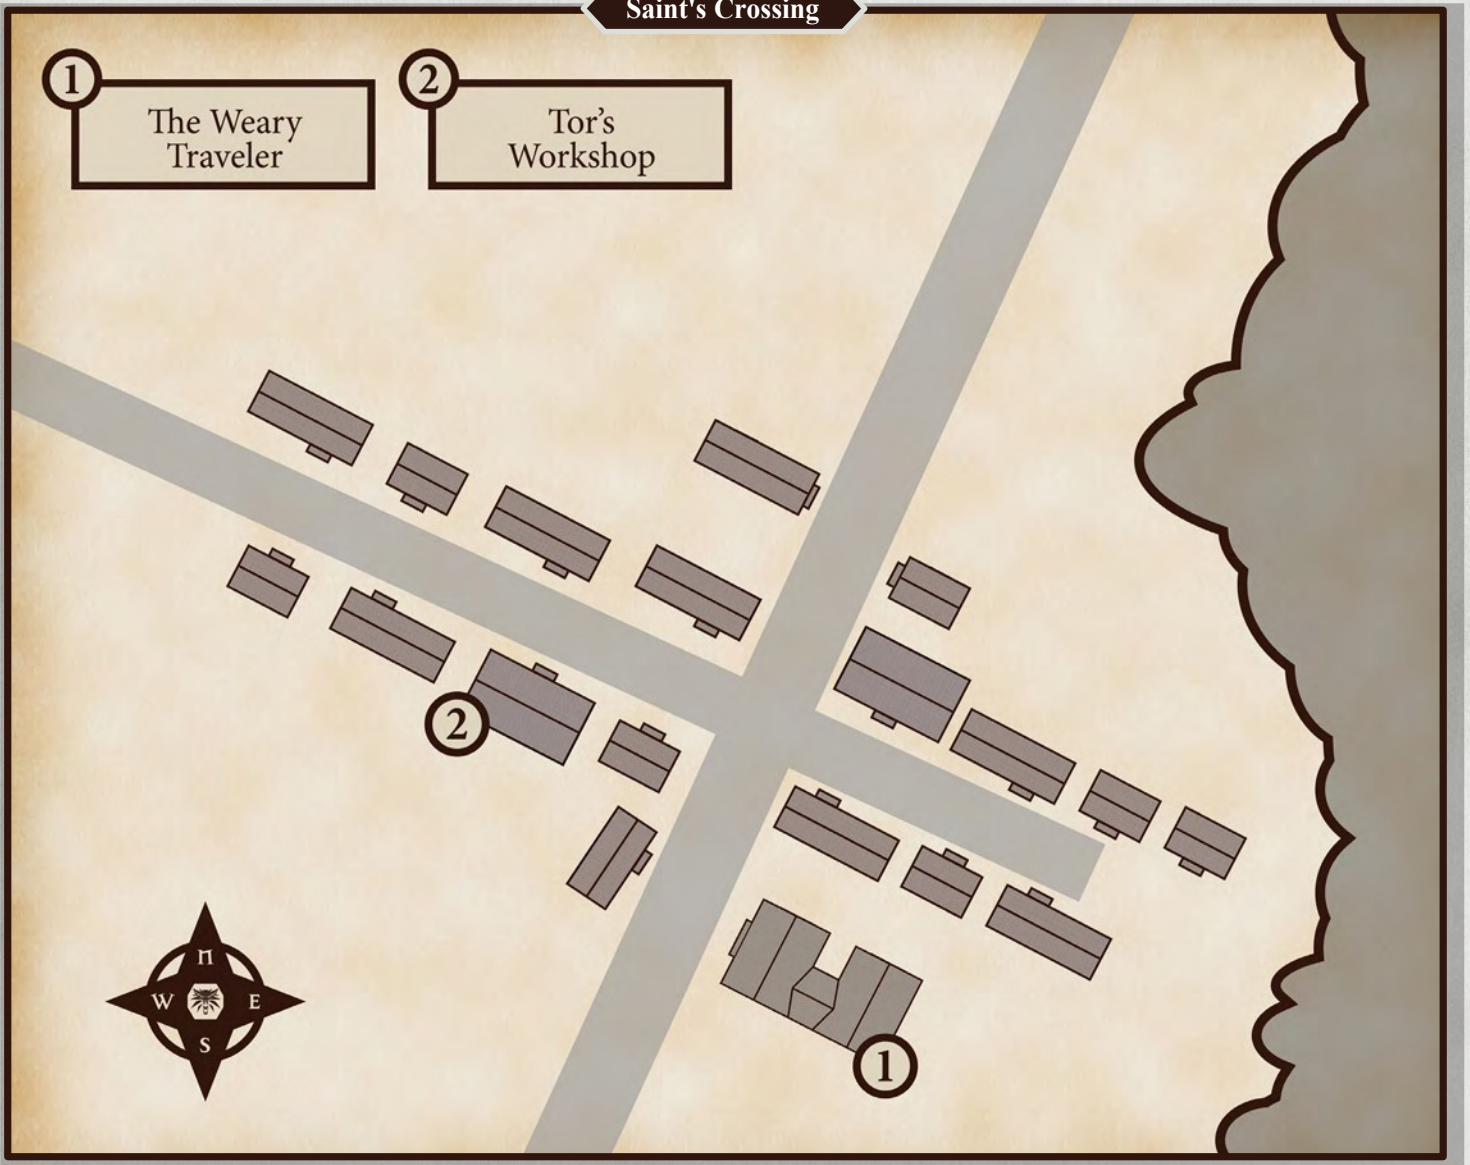 Saint's Crossing
1
2
The Weary
Traveler
Tor's
Workshop
2
N
W E
S
1